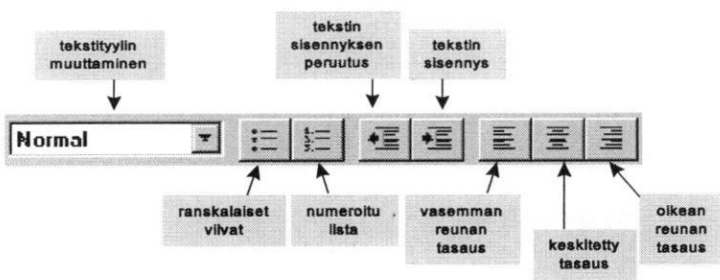 tekstityylin
muuttaminen
tekstin
sisennyksen
peruutus
tekstin
sisennys
Normal
ranskalaiset
viivat
numeroitu
lista
vasemman
reunan
tasaus
keskitetty
tasaus
oikean
reunan
tasaus